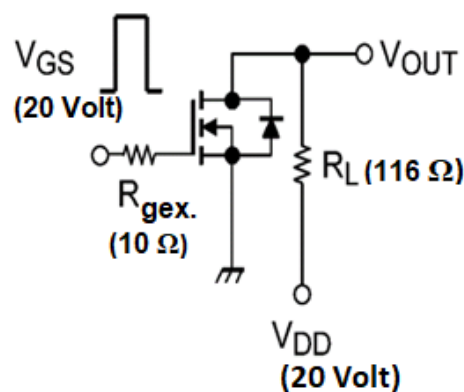 VGS
(20 Volt)
VOUT
RL (116 Ω)
Rgex.
(10 Ω)
VDD
(20 Volt)